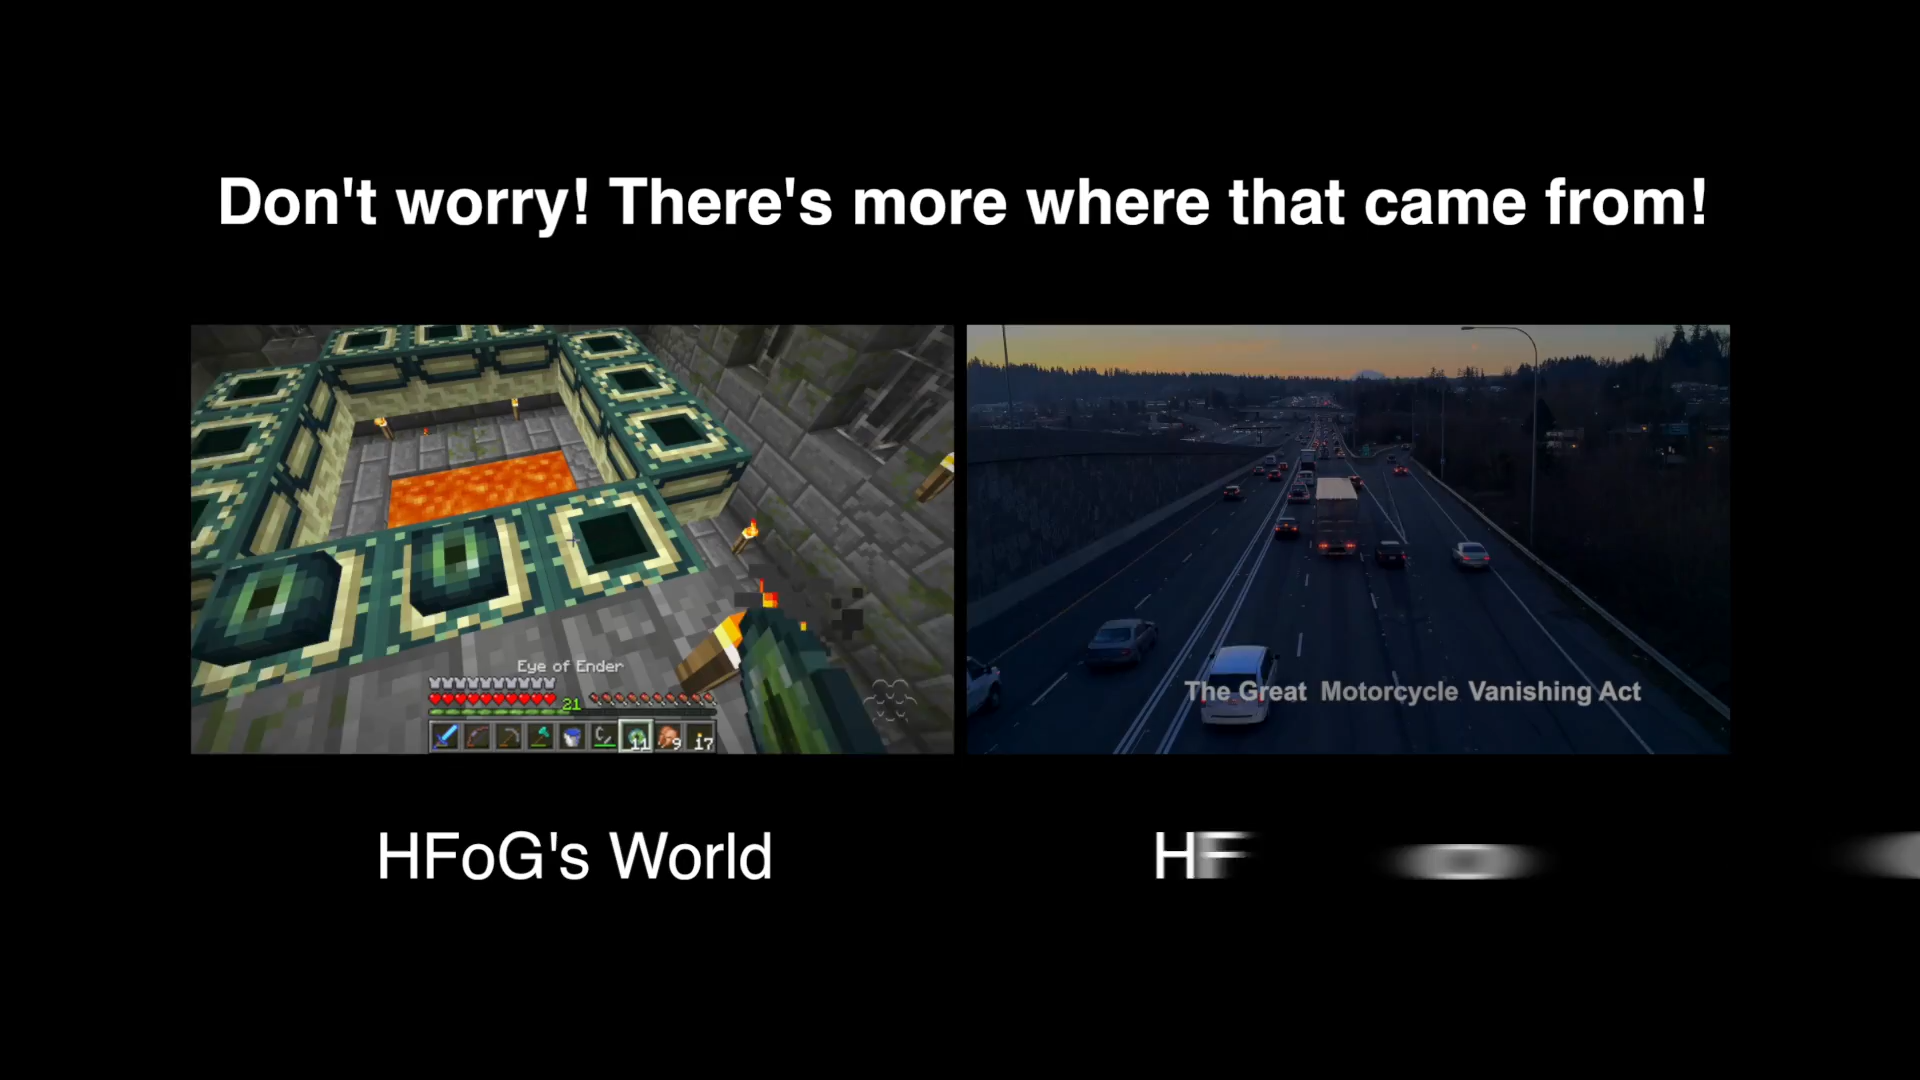 Don't worry! There's more where that came from!
Eye of Ender
21
11 9 17
The Great Motorcycle Vanishing Act
HFoG's World
HF